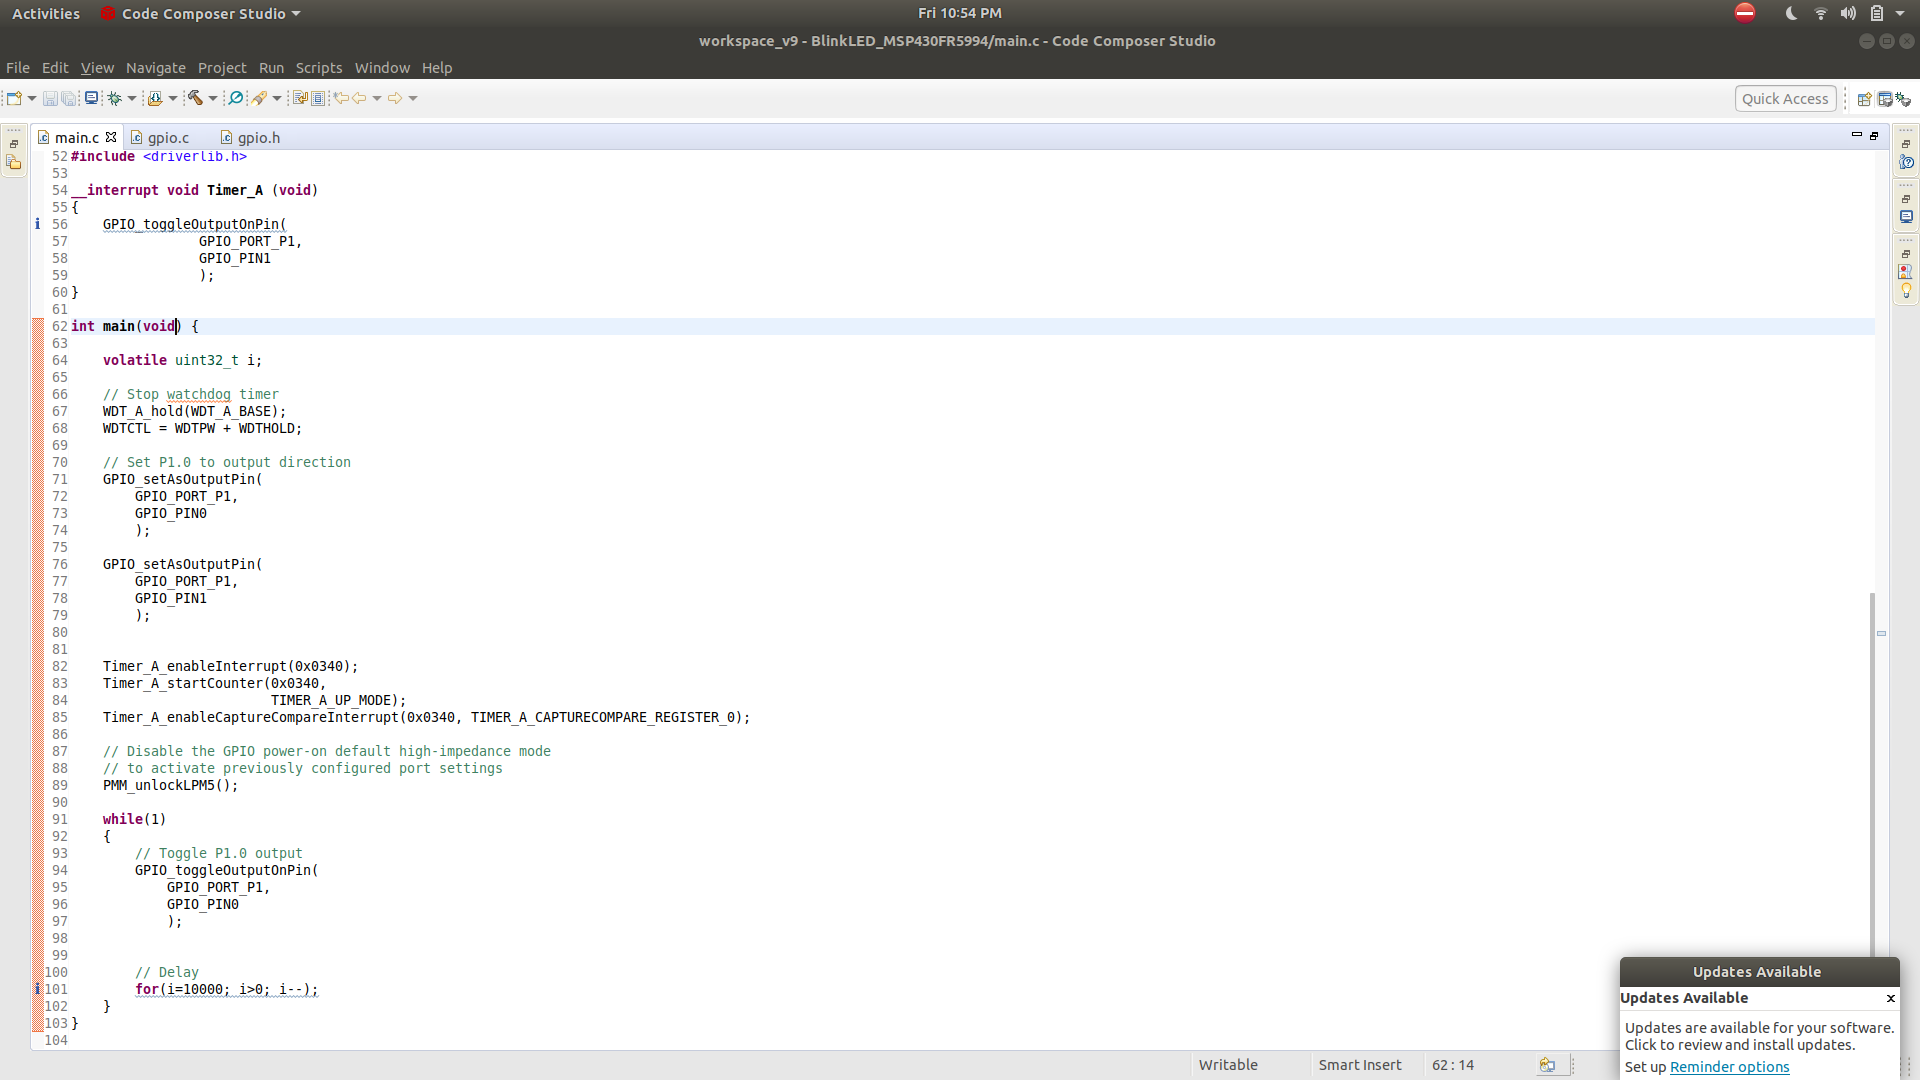 Activities Code Composer Studio Fri 10:54 PM
workspace_v9 - BlinkLED_MSP430FR5994/main.c - Code Composer Studio
File Edit View Navigate Project Run Scripts Window Help
Quick Access
main.c gpio.c gpio.h
52 #include <driverlib.h>
53
54 __interrupt void Timer_A (void)
55 {
56     GPIO_toggleOutputOnPin(
57                 GPIO_PORT_P1,
58                 GPIO_PIN1
59                 );
60 }
61
62 int main(void) {
63
64     volatile uint32_t i;
65
66     // Stop watchdog timer
67     WDT_A_hold(WDT_A_BASE);
68     WDTCTL = WDTPW + WDTHOLD;
69
70     // Set P1.0 to output direction
71     GPIO_setAsOutputPin(
72         GPIO_PORT_P1,
73         GPIO_PIN0
74         );
75
76     GPIO_setAsOutputPin(
77         GPIO_PORT_P1,
78         GPIO_PIN1
79         );
80
81
82     Timer_A_enableInterrupt(0x0340);
83     Timer_A_startCounter(0x0340,
84                          TIMER_A_UP_MODE);
85     Timer_A_enableCaptureCompareInterrupt(0x0340, TIMER_A_CAPTURECOMPARE_REGISTER_0);
86
87     // Disable the GPIO power-on default high-impedance mode
88     // to activate previously configured port settings
89     PMM_unlockLPM5();
90
91     while(1)
92     {
93         // Toggle P1.0 output
94         GPIO_toggleOutputOnPin(
95             GPIO_PORT_P1,
96             GPIO_PIN0
97             );
98
99
100         // Delay
101         for(i=10000; i>0; i--);
102     }
103 }
104
Updates Available
Updates Available x
Updates are available for your software.
Click to review and install updates.
Set up Reminder options
Writable Smart Insert 62 : 14